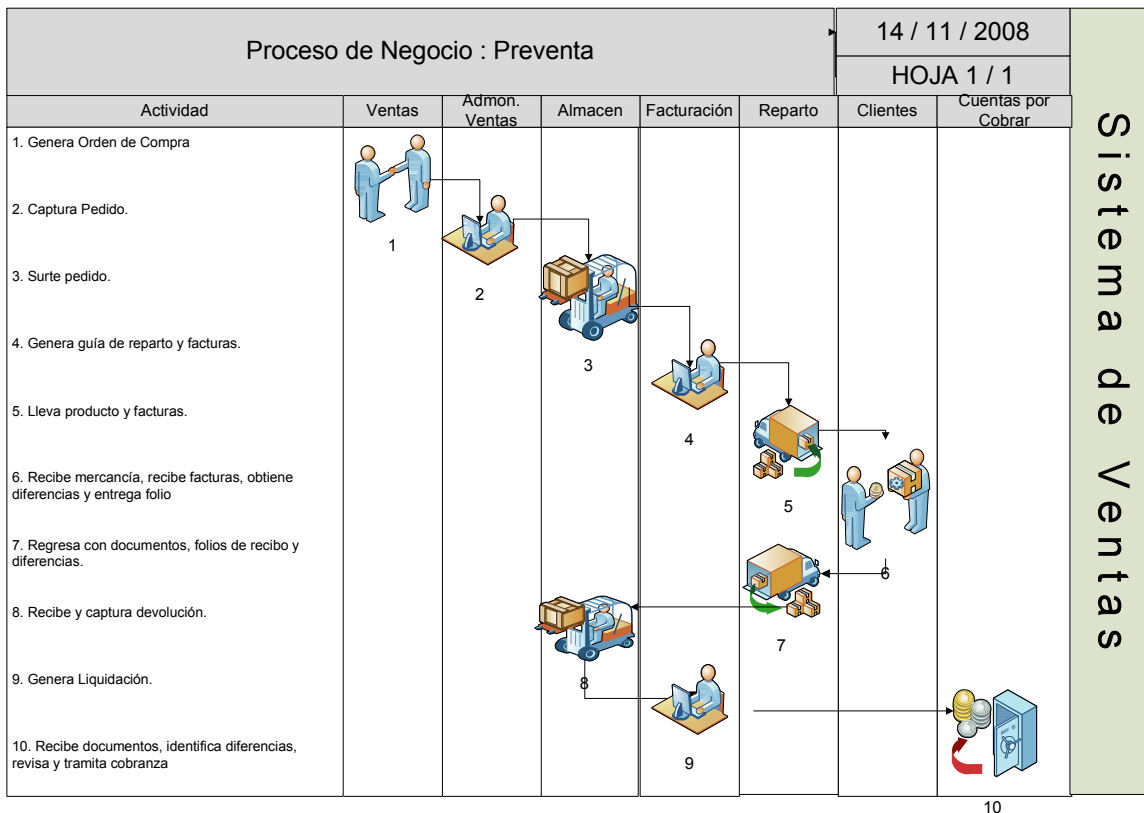 Proceso de Negocio : Preventa
14 / 11 / 2008
HOJA 1 / 1
Actividad
Ventas
Admon.
Ventas
Almacen
Facturación
Reparto
Clientes
Cuentas por
Cobrar
Sistema de Ventas
1. Genera Orden de Compra
2. Captura Pedido.
3. Surte pedido.
4. Genera guía de reparto y facturas.
5. Lleva producto y facturas.
6. Recibe mercancía, recibe facturas, obtiene
diferencias y entrega folio
7. Regresa con documentos, folios de recibo y
diferencias.
8. Recibe y captura devolución.
9. Genera Liquidación.
10. Recibe documentos, identifica diferencias,
revisa y tramita cobranza
1
2
3
4
5
6
7
8
9
10